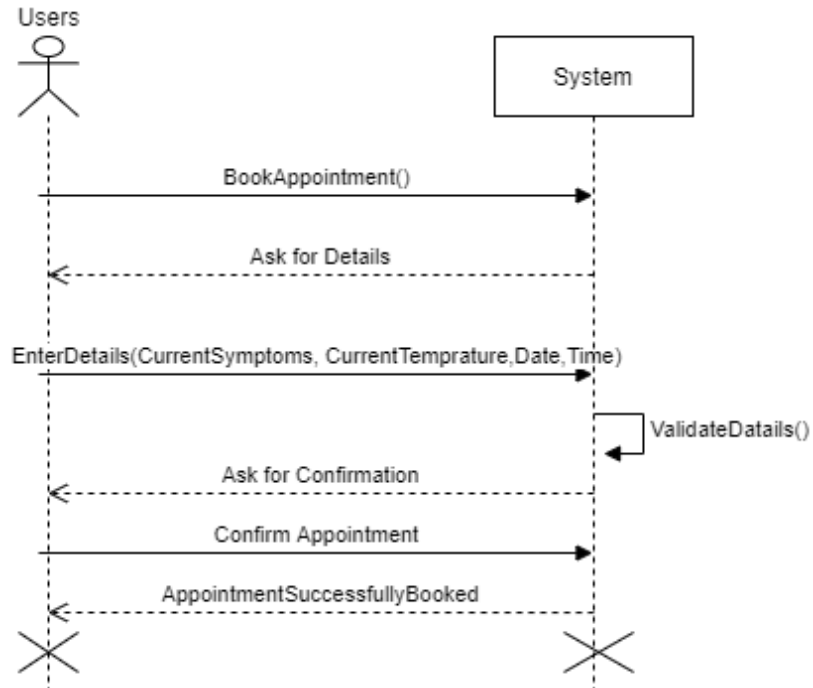 Users
System
BookAppointment()
Ask for Details
EnterDetails(CurrentSymptoms, CurrentTemprature,Date,Time)
ValidateDatails()
Ask for Confirmation
Confirm Appointment
AppointmentSuccessfullyBooked